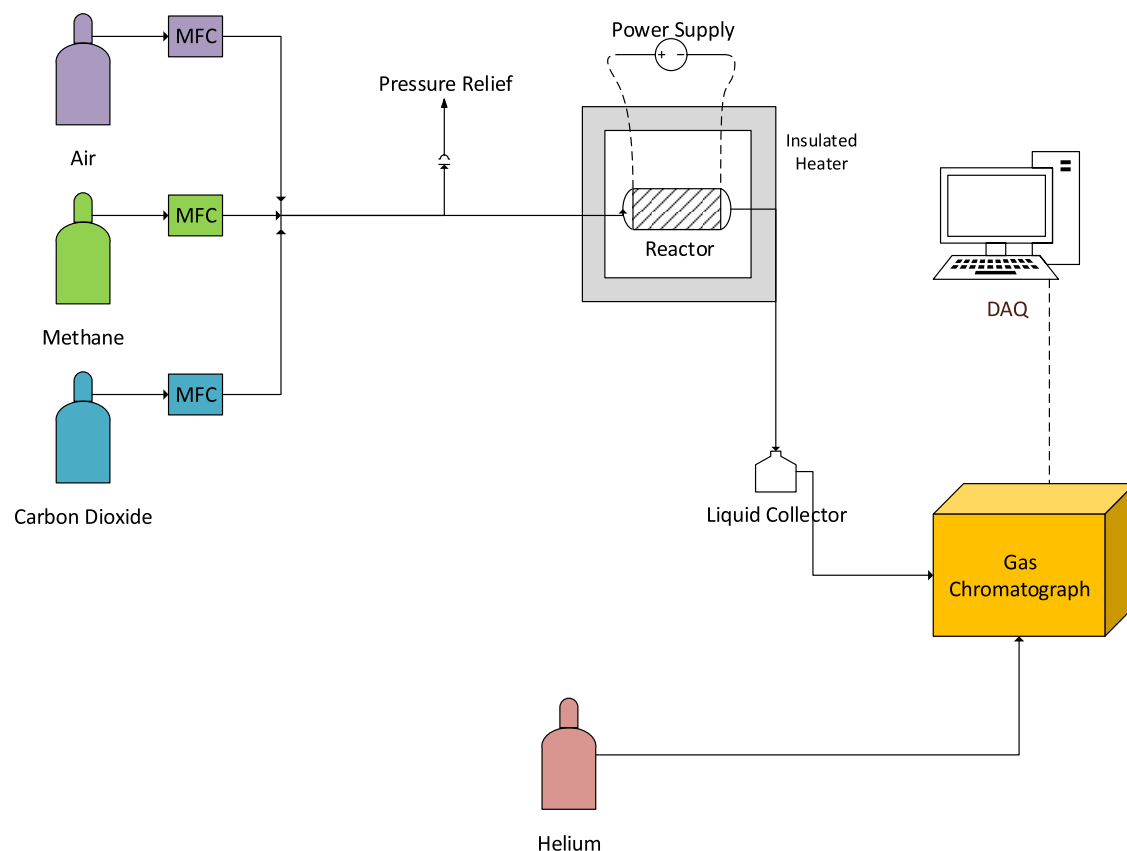 MFC
Air
Power Supply
+ -
Pressure Relief
Insulated
Heater
MFC
Methane
Reactor
DAQ
MFC
Carbon Dioxide
Liquid Collector
Gas
Chromatograph
Helium